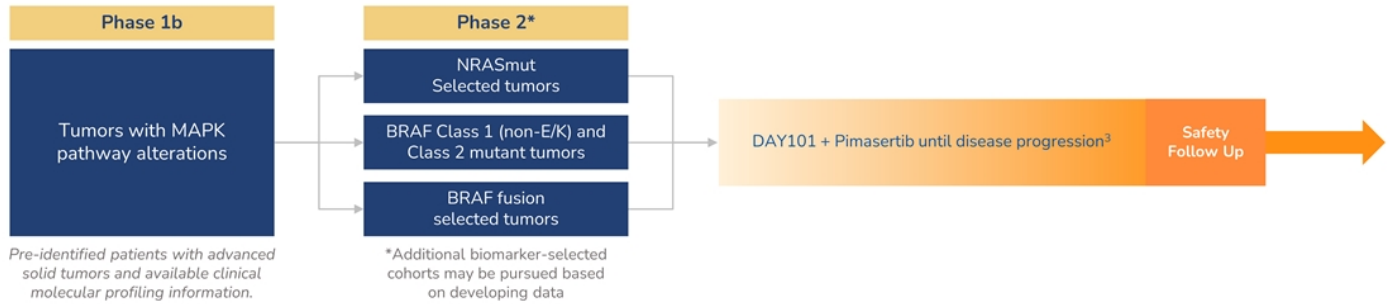 Phase 1b
Tumors with MAPK
pathway alterations
Pre-identified patients with advanced
solid tumors and available clinical
molecular profiling information.
Phase 2*
NRASmut
Selected tumors
BRAF Class 1 (non-E/K) and
Class 2 mutant tumors
BRAF fusion
selected tumors
*Additional biomarker-selected
cohorts may be pursued based
on developing data
DAY101 + Pimasertib until disease progression³
Safety
Follow Up